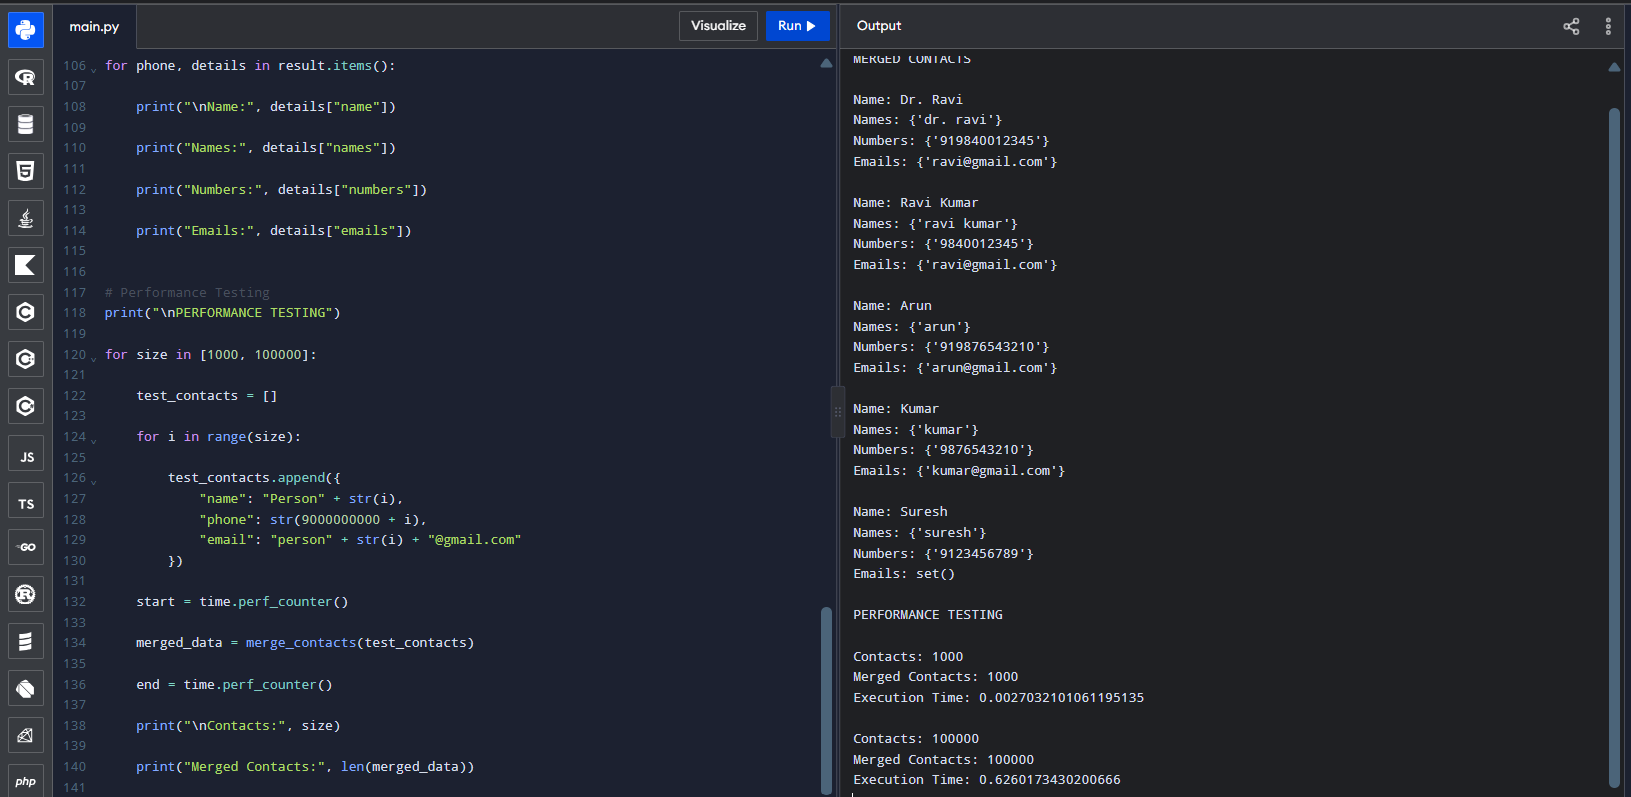 main.py
Visualize
Run
Output
JS
TS
GO
php
106 for phone, details in result.items():
107
108 print("\nName:", details["name"])
109
110 print("Names:", details["names"])
111
112 print("Numbers:", details["numbers"])
113
114 print("Emails:", details["emails"])
115
116
117 # Performance Testing
118 print("\nPERFORMANCE TESTING")
119
120 for size in [1000, 100000]:
121
122 test_contacts = []
123
124 for i in range(size):
125
126 test_contacts.append({
127 "name": "Person" + str(i),
128 "phone": str(9000000000 + i),
129 "email": "person" + str(i) + "@gmail.com"
130 })
131
132 start = time.perf_counter()
133
134 merged_data = merge_contacts(test_contacts)
135
136 end = time.perf_counter()
137
138 print("\nContacts:", size)
139
140 print("Merged Contacts:", len(merged_data))
141
MERGED CONTACTS
Name: Dr. Ravi
Names: {'dr. ravi'}
Numbers: {'919840012345'}
Emails: {'ravi@gmail.com'}
Name: Ravi Kumar
Names: {'ravi kumar'}
Numbers: {'9840012345'}
Emails: {'ravi@gmail.com'}
Name: Arun
Names: {'arun'}
Numbers: {'919876543210'}
Emails: {'arun@gmail.com'}
Name: Kumar
Names: {'kumar'}
Numbers: {'9876543210'}
Emails: {'kumar@gmail.com'}
Name: Suresh
Names: {'suresh'}
Numbers: {'9123456789'}
Emails: set()
PERFORMANCE TESTING
Contacts: 1000
Merged Contacts: 1000
Execution Time: 0.0027032101061195135
Contacts: 100000
Merged Contacts: 100000
Execution Time: 0.6260173430200666